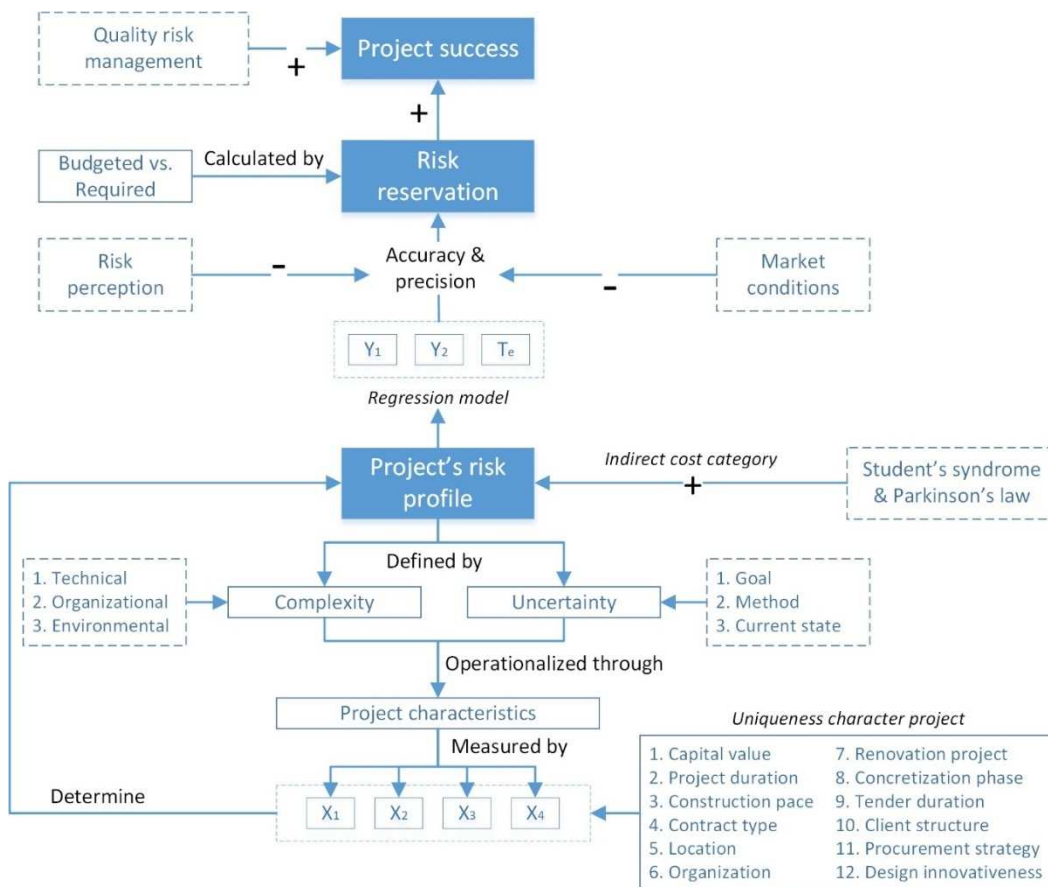 Quality risk
management
+
Project success
+
Budgeted vs.
Required
Calculated by
Risk
reservation
Risk
perception
-
Accuracy &
precision
-
Market
conditions
Y1
Y2
Te
Regression model
Project's risk
profile
Indirect cost category
+
Student's syndrome
& Parkinson's law
Defined by
1. Technical
2. Organizational
3. Environmental
Complexity
Uncertainty
1. Goal
2. Method
3. Current state
Operationalized through
Project characteristics
Measured by
Determine
X1
X2
X3
X4
Uniqueness character project
1. Capital value
2. Project duration
3. Construction pace
4. Contract type
5. Location
6. Organization
7. Renovation project
8. Concretization phase
9. Tender duration
10. Client structure
11. Procurement strategy
12. Design innovativeness